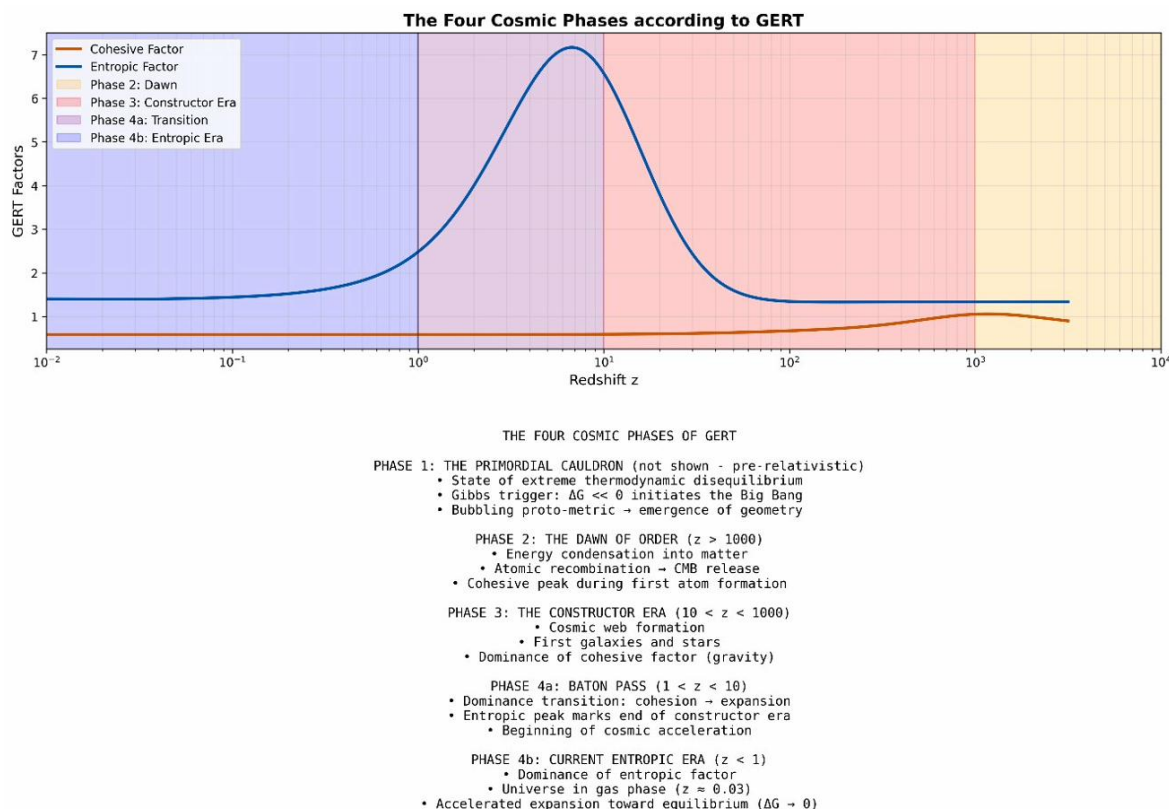 The Four Cosmic Phases according to GERT
Cohesive Factor
Entropic Factor
Phase 2: Dawn
Phase 3: Constructor Era
Phase 4a: Transition
Phase 4b: Entropic Era
GERT Factors
7
6
5
4
3
2
1
10⁻² 10⁻¹ 10⁰ 10¹ 10² 10³ 10⁴
Redshift z
THE FOUR COSMIC PHASES OF GERT
PHASE 1: THE PRIMORDIAL CAULDRON (not shown - pre-relativistic)
• State of extreme thermodynamic disequilibrium
• Gibbs trigger: ΔG << 0 initiates the Big Bang
• Bubbling proto-metric → emergence of geometry
PHASE 2: THE DAWN OF ORDER (z > 1000)
• Energy condensation into matter
• Atomic recombination → CMB release
• Cohesive peak during first atom formation
PHASE 3: THE CONSTRUCTOR ERA (10 < z < 1000)
• Cosmic web formation
• First galaxies and stars
• Dominance of cohesive factor (gravity)
PHASE 4a: BATON PASS (1 < z < 10)
• Dominance transition: cohesion → expansion
• Entropic peak marks end of constructor era
• Beginning of cosmic acceleration
PHASE 4b: CURRENT ENTROPIC ERA (z < 1)
• Dominance of entropic factor
• Universe in gas phase (z ≈ 0.03)
• Accelerated expansion toward equilibrium (ΔG → 0)